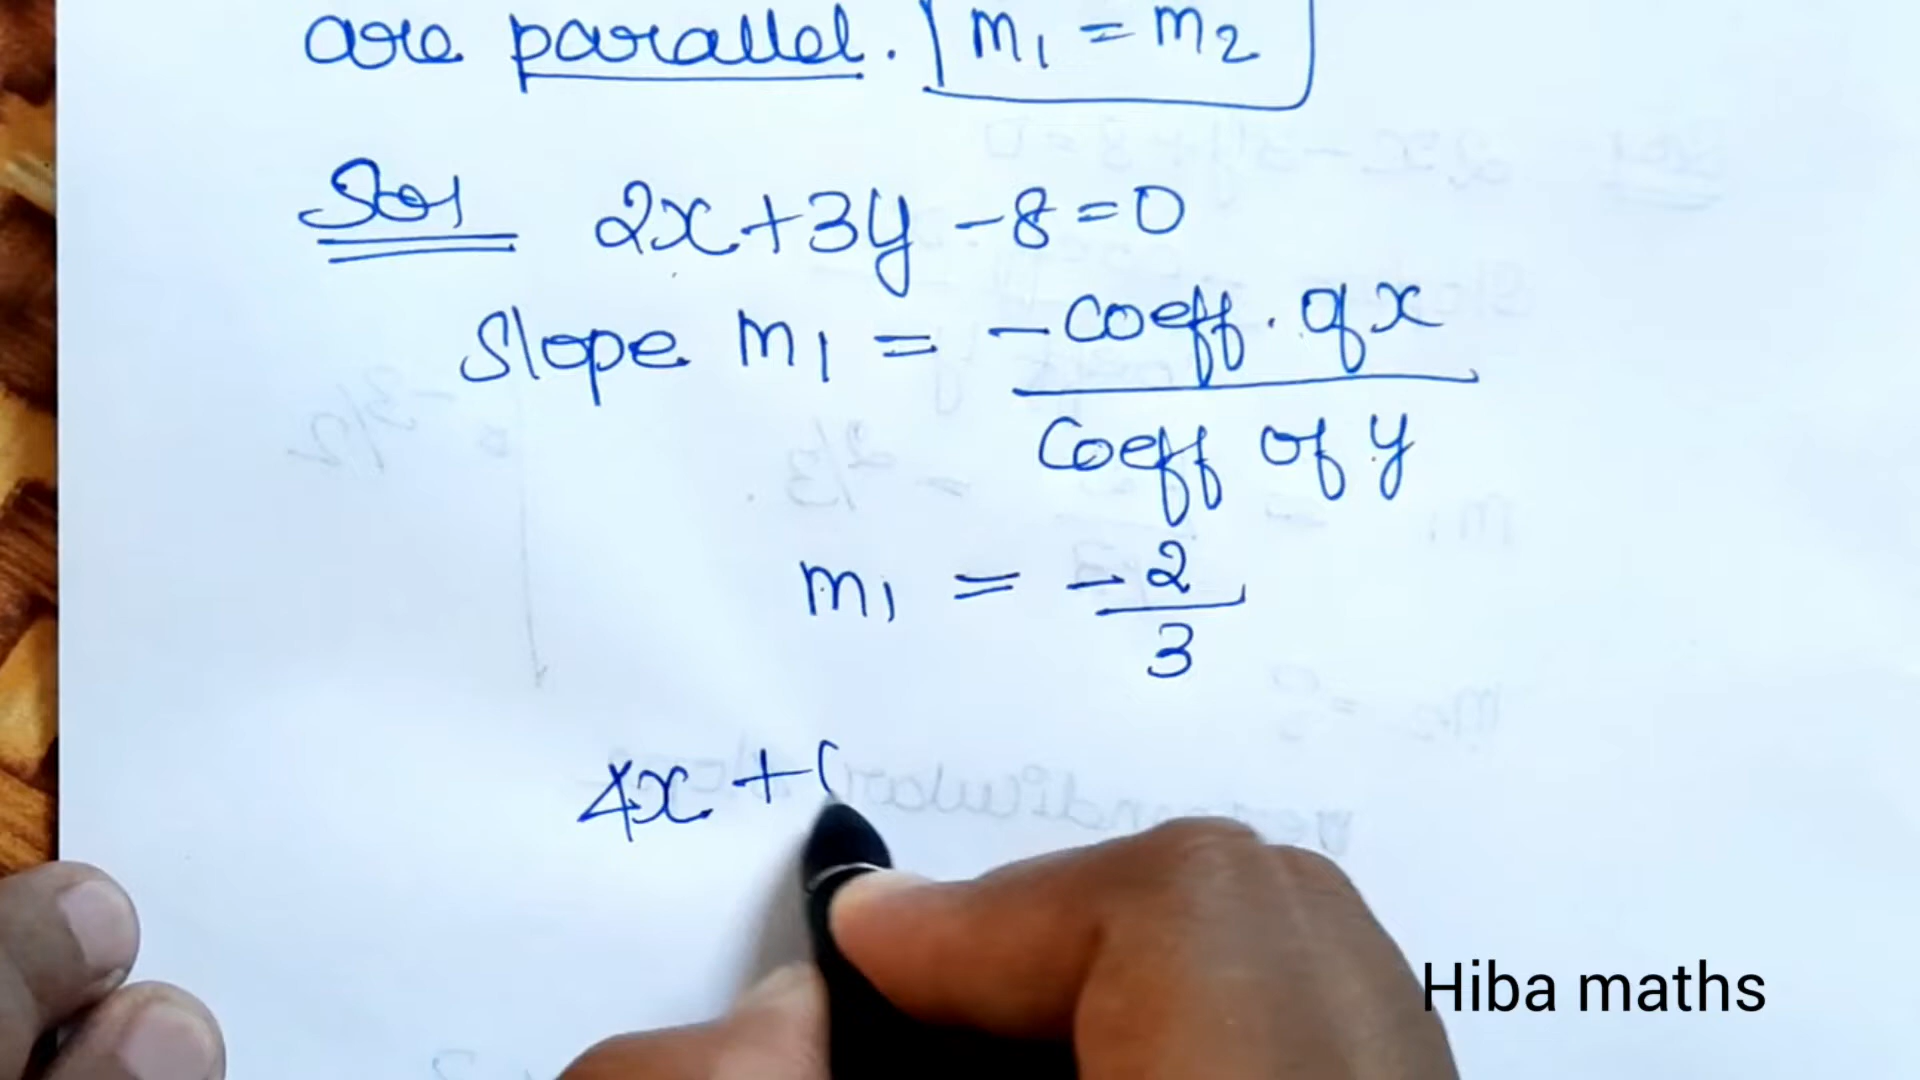 are parallel. m1 = m2
Sol 2x+3y-8=0
Slope m1 = -coeff. of x
coeff of y
m1 = -2
3
4x +
Hiba maths